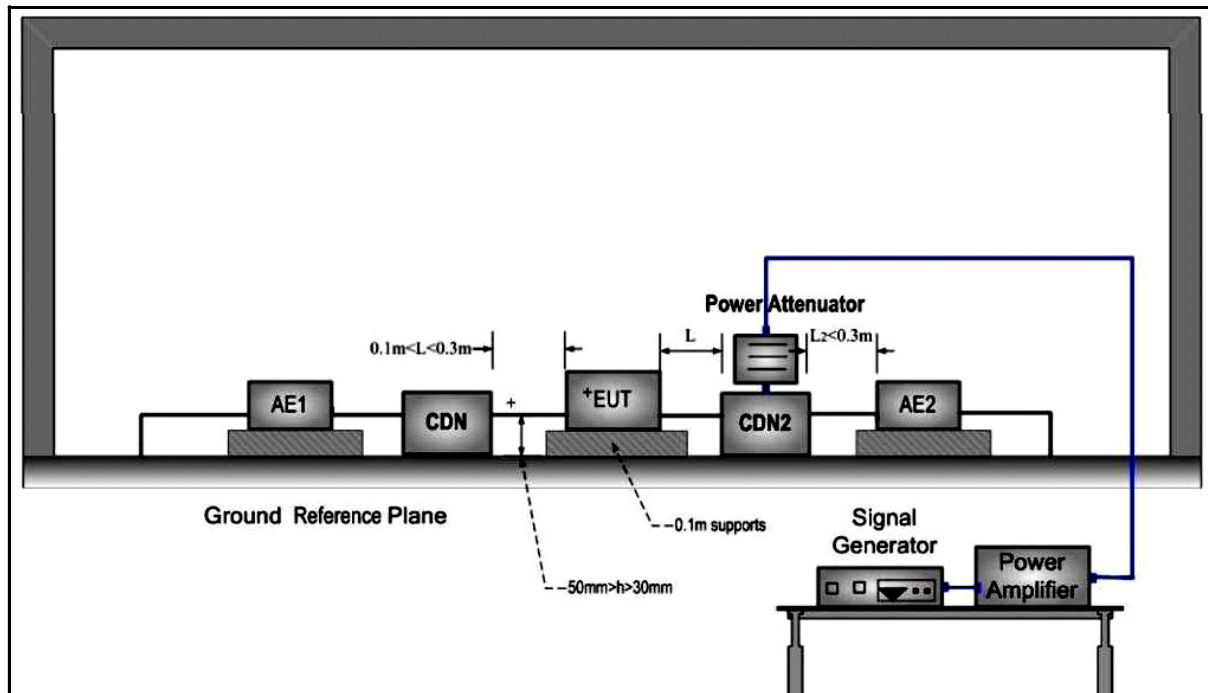 Power Attenuator
0.1m<L<0.3m
L
L₂<0.3m
AE1
CDN
+
+EUT
CDN2
AE2
Ground Reference Plane
0.1m supports
50mm>h>30mm
Signal
Generator
Power
Amplifier